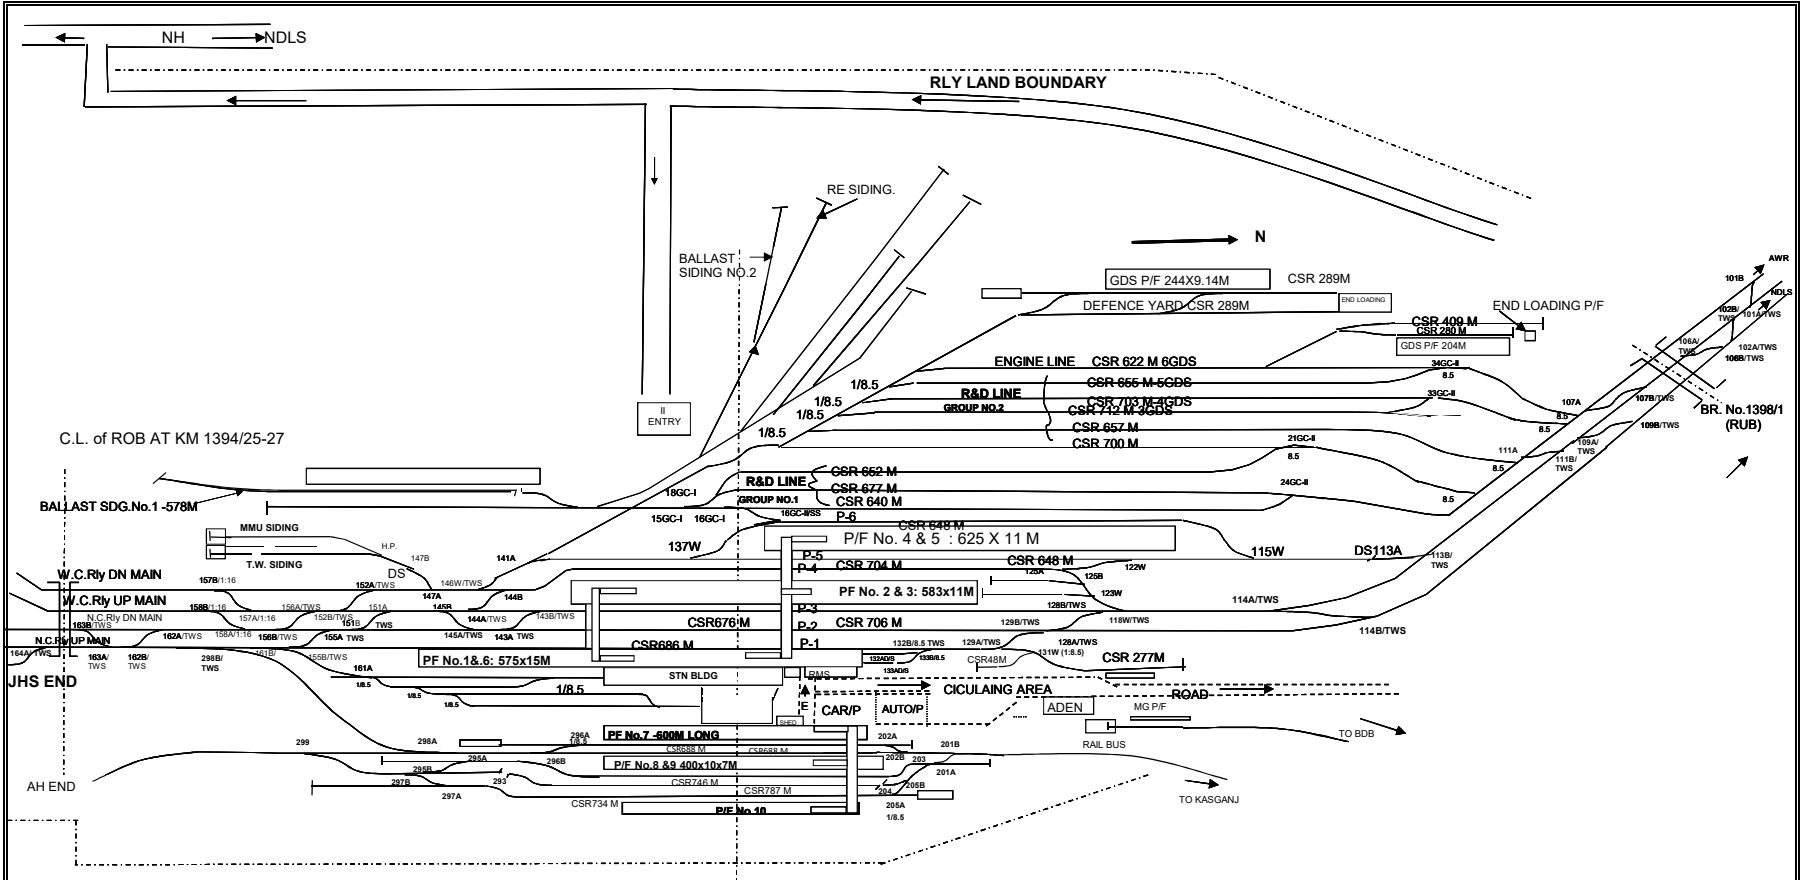 NH
NDLS
RLY LAND BOUNDARY
RE SIDING.
BALLAST
SIDING NO.2
N
GDS P/F 244X9.14M
CSR 289M
DEFENCE YARD CSR 289M
END LOADING
END LOADING P/F
AWR
101B
NDLS
102B/
TWS
101A/TWS
106A/
TWS
102A/TWS
106B/TWS
CSR 409 M
CSR 280 M
GDS P/F 204M
ENGINE LINE
CSR 622 M 6GDS
34GC-II
8.5
1/8.5
R&D LINE
GROUP NO.2
CSR 655 M-5GDS
CSR 703 M-4GDS
CSR 712 M 3GDS
CSR 657 M
CSR 700 M
33GC-II
107A
8.5
107B/TWS
109B/TWS
BR. No.1398/1
(RUB)
II
ENTRY
1/8.5
1/8.5
21GC-II
8.5
109A/
TWS
111A
111B/
TWS
8.5
C.L. of ROB AT KM 1394/25-27
BALLAST SDG.No.1 -578M
R&D LINE
GROUP NO.1
CSR 652 M
CSR 677 M
CSR 640 M
24GC-II
8.5
18GC-I
15GC-I
16GC-I
16GC-II/SS
P-6
CSR 648 M
P/F No. 4 & 5 : 625 X 11 M
137W
115W
DS113A
113B/
TWS
MMU SIDING
T.W. SIDING
H.P.
147B
DS
141A
P-5
P-4
CSR 704 M
CSR 648 M
125A
125B
122W
123W
W.C.Rly DN MAIN
157B/1:16
152A/TWS
146W/TWS
147A
144B
PF No. 2 & 3: 583x11M
W.C.Rly UP MAIN
158B/1:16
156A/TWS
151A
145B
P-3
128B/TWS
114A/TWS
N.C.Rly DN MAIN
157A/1:16
152B/TWS
151B
TWS
144A/TWS
143B/TWS
CSR676 M
P-2
CSR 706 M
129B/TWS
118W/TWS
114B/TWS
163B/TWS
162A/TWS
158A/1:16
156B/TWS
155A
TWS
145A/TWS
143A TWS
N.C.Rly UP MAIN
CSR686 M
P-1
132B/8.5 TWS
129A/TWS
128A/TWS
164A/TWS
163A/
TWS
162B/
TWS
298B/
TWS
161B/
155B/TWS
PF No.1&.6: 575x15M
132AD/S
133B/8.5
133AD/S
CSR48M
131W (1:8.5)
CSR 277M
JHS END
161A
1/8.5
1/8.5
1/8.5
STN BLDG
RMS
E
CICULAING AREA
ROAD
CAR/P
AUTO/P
ADEN
MG P/F
SHED
RAIL BUS
TO BDB
299
298A
296A
1/8.5
PF No.7 -600M LONG
CSR688 M
CSR688 M
202A
201B
295A
296B
P/F No.8 &9 400x10x7M
202B
203
201A
295B
297B
293
297A
CSR746 M
CSR787 M
204
205B
CSR734 M
P/F No.10
205A
1/8.5
AH END
TO KASGANJ